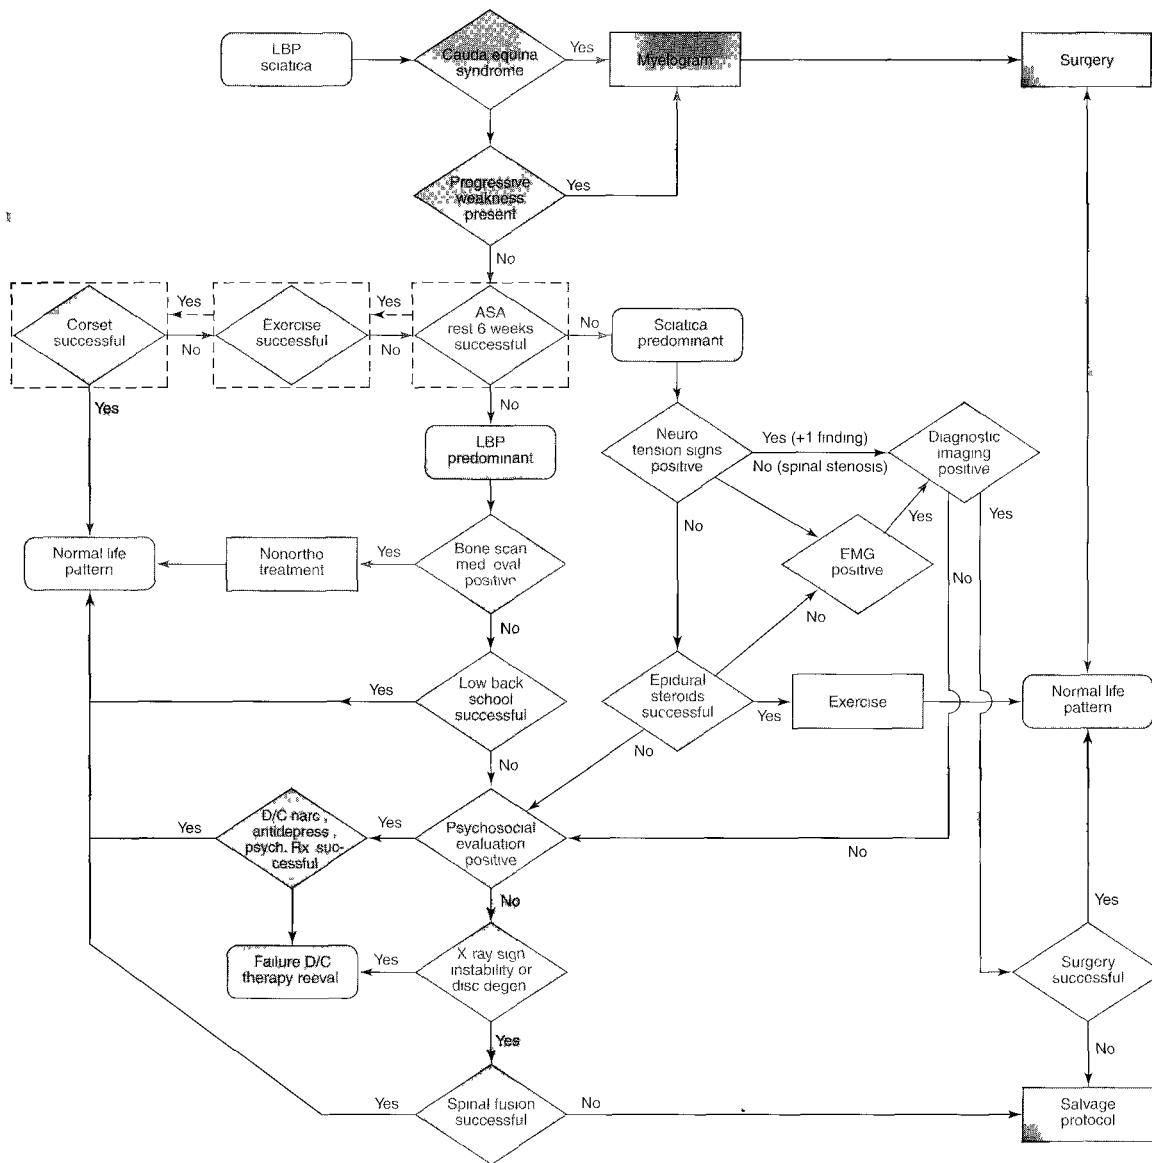 LBP
sciatica
Cauda equina
syndrome
Yes
Myelogram
Surgery
Progressive
weakness
present
Yes
No
Corset
successful
Yes
No
Exercise
successful
Yes
No
ASA
rest 6 weeks
successful
No
Sciatica
predominant
Yes
No
LBP
predominant
Neuro
tension signs
positive
Yes (+1 finding)
No (spinal stenosis)
Diagnostic
imaging
positive
No
Yes
Yes
Normal life
pattern
Nonortho
treatment
Yes
Bone scan
med eval
positive
EMG
positive
No
No
No
Low back
school
successful
Yes
Epidural
steroids
successful
Yes
Exercise
Normal life
pattern
No
No
D/C narc,
antidepress,
psych. Rx suc-
cessful
Yes
Yes
Psychosocial
evaluation
positive
No
No
Yes
Failure D/C
therapy reeval
Yes
X ray sign
instability or
disc degen
Surgery
successful
Yes
No
Yes
Spinal fusion
successful
No
Salvage
protocol